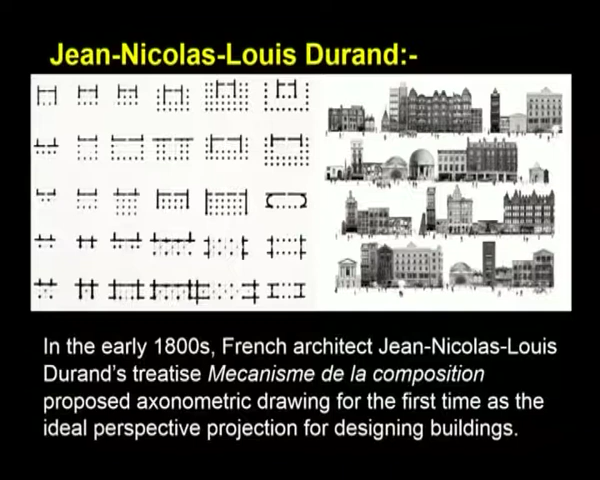 Jean-Nicolas-Louis Durand:-
In the early 1800s, French architect Jean-Nicolas-Louis
Durand's treatise Mecanisme de la composition
proposed axonometric drawing for the first time as the
ideal perspective projection for designing buildings.